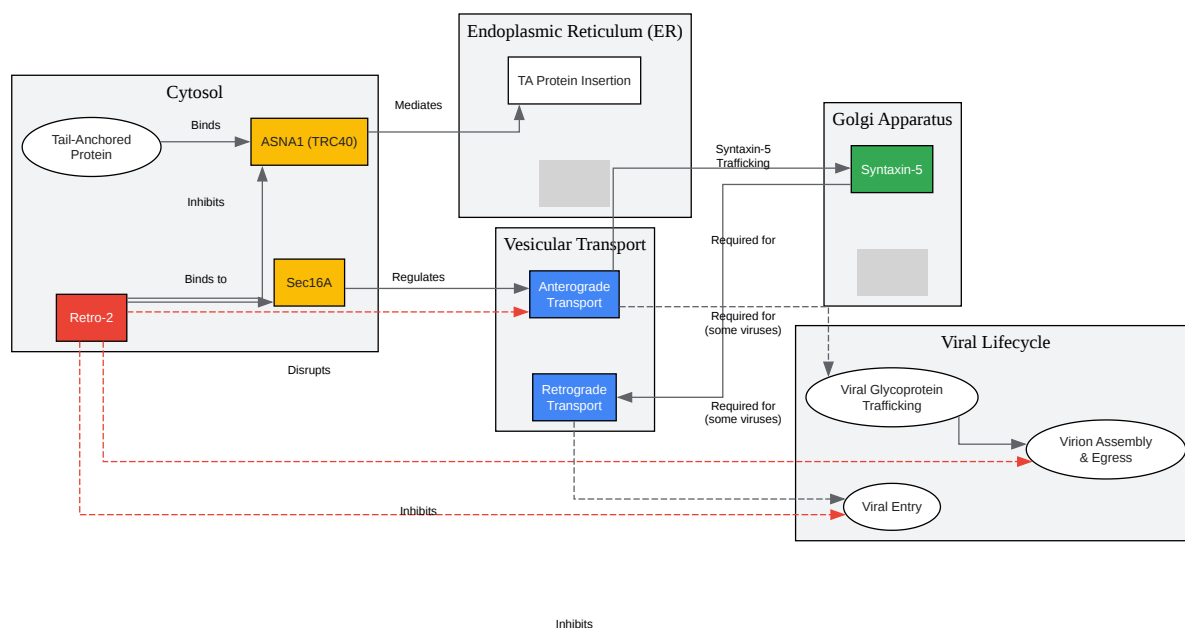 Endoplasmic Reticulum (ER)
TA Protein Insertion
Cytosol
Mediates
Golgi Apparatus
Binds
Tail-Anchored
Protein
ASNA1 (TRC40)
Syntaxin-5
Trafficking
Syntaxin-5
Inhibits
Vesicular Transport
Required for
Binds to
Sec16A
Regulates
Anterograde
Transport
Retro-2
Required for
(some viruses)
Viral Lifecycle
Disrupts
Retrograde
Transport
Viral Glycoprotein
Trafficking
Required for
(some viruses)
Virion Assembly
& Egress
Inhibits
Viral Entry
Inhibits